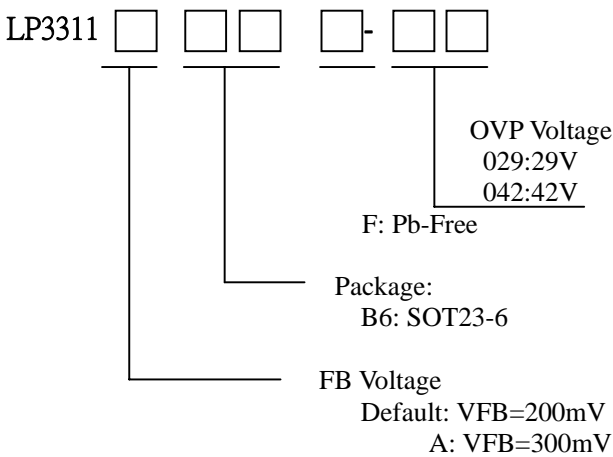 LP3311 □ □□ □-□□
OVP Voltage
029:29V
042:42V
F: Pb-Free
Package:
B6: SOT23-6
FB Voltage
Default: VFB=200mV
A: VFB=300mV